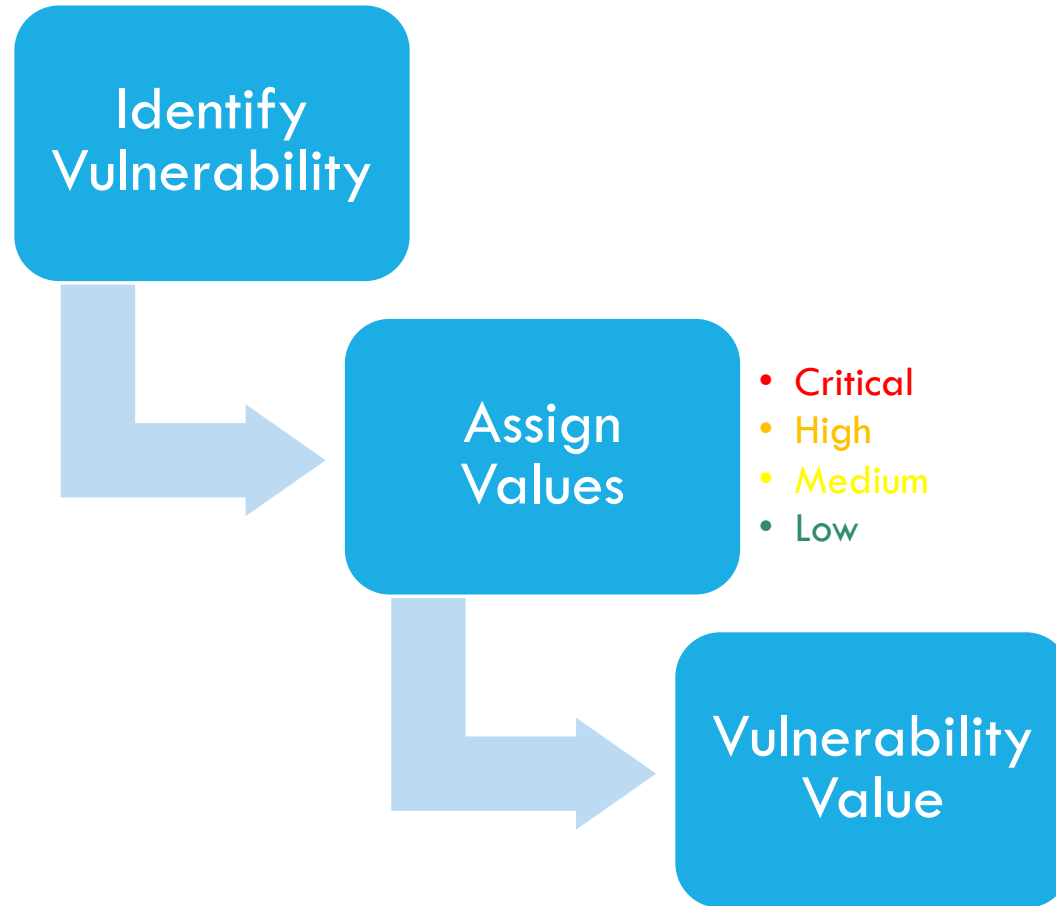 Identify
Vulnerability
Assign
Values
• Critical
• High
• Medium
• Low
Vulnerability
Value